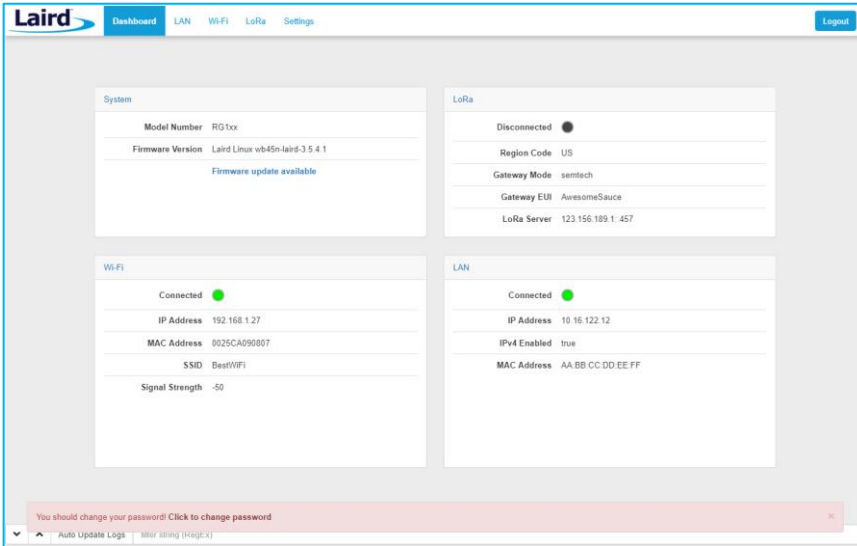 Laird
Dashboard LAN Wi-Fi LoRa Settings Logout
System
Model Number RG1xx
Firmware Version Laird Linux wb45n-laird-3.5.4.1
Firmware update available
LoRa
Disconnected
Region Code US
Gateway Mode semtech
Gateway EUI AwesomeSauce
LoRa Server 123.156.189.1: 457
Wi-Fi
Connected
IP Address 192.168.1.27
MAC Address 0025CA090807
SSID BestWiFi
Signal Strength -50
LAN
Connected
IP Address 10.16.122.12
IPv4 Enabled true
MAC Address AA:BB:CC:DD:EE:FF
You should change your password! Click to change password ×
Auto Update Logs filter string (RegEx)